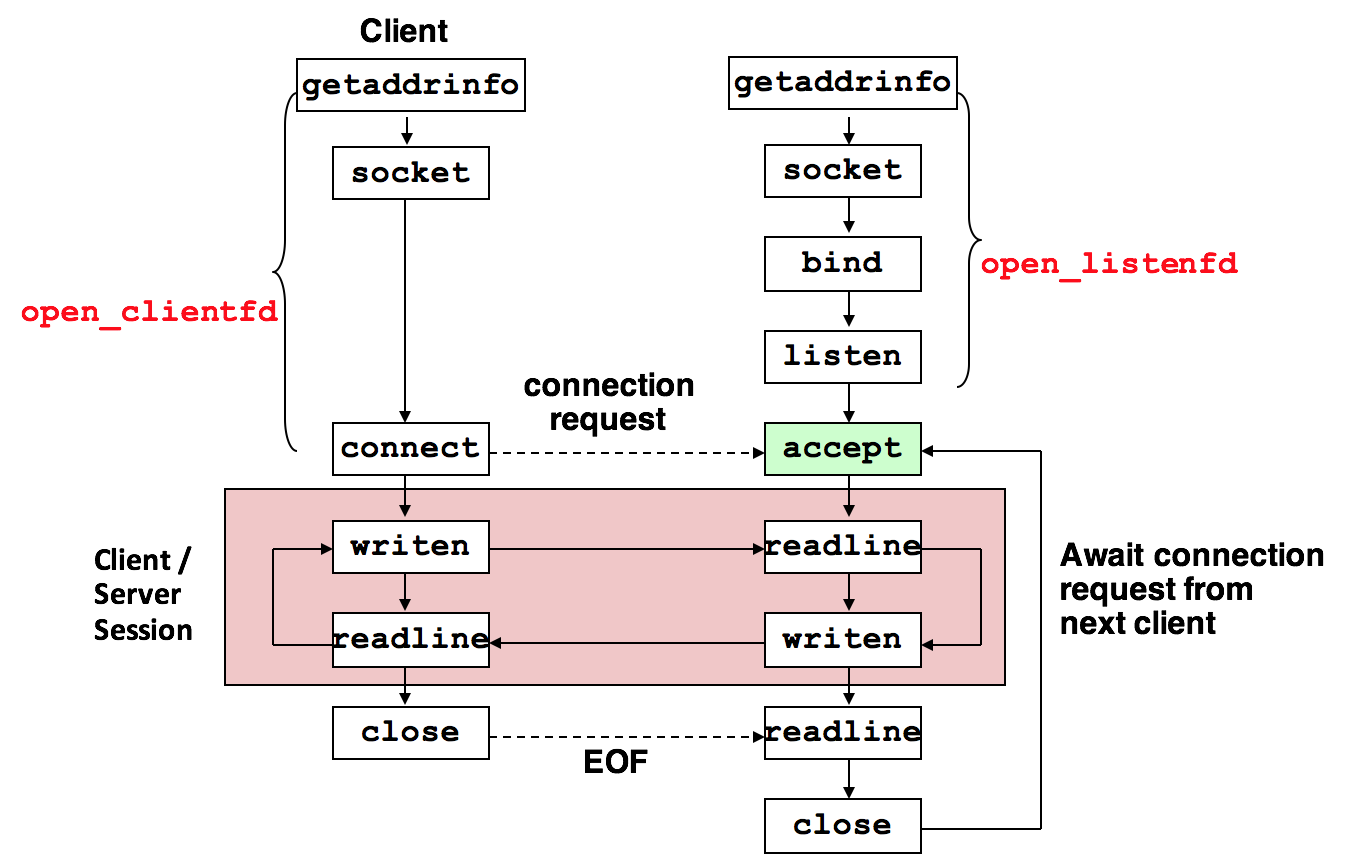 Client
getaddrinfo
getaddrinfo
socket
socket
bind
open_listenfd
open_clientfd
listen
connection
request
connect
accept
Client /
Server
Session
writen
readline
Await connection
request from
next client
readline
writen
close
EOF
readline
close